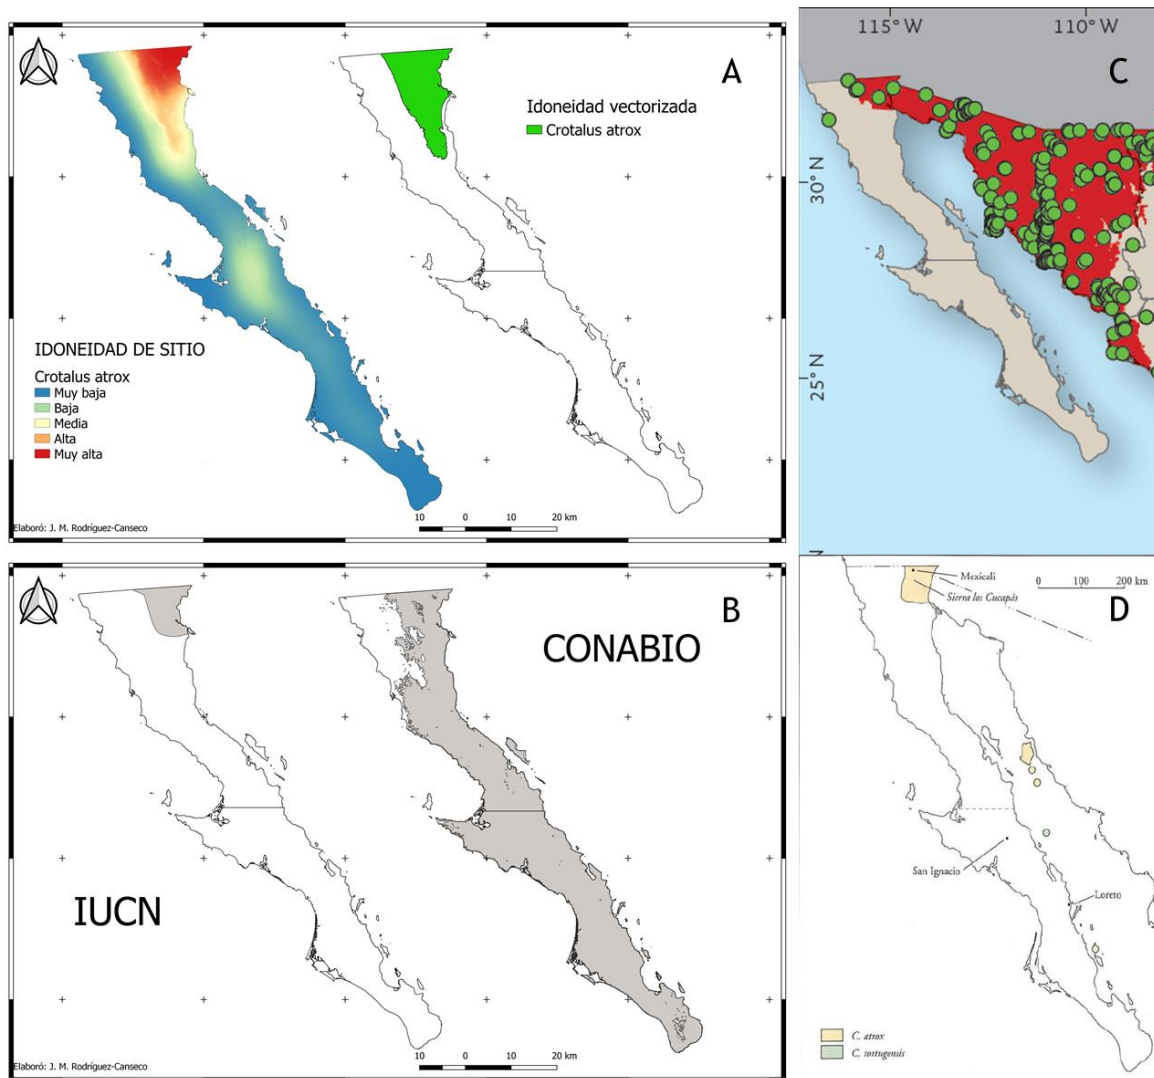 A
Idoneidad vectorizada
Crotalus atrox
IDONEIDAD DE SITIO
Crotalus atrox
Muy baja
Baja
Media
Alta
Muy alta
Elaboró: J. M. Rodríguez-Canseco
10 0 10 20 km
115°W 110°W
C
30°N
25°N
N
B
CONABIO
IUCN
Elaboró: J. M. Rodríguez-Canseco
10 0 10 20 km
Mexicali
Sierra los Cucapás
0 100 200 km
D
San Ignacio
Loreto
C. atrox
C. tortugensis